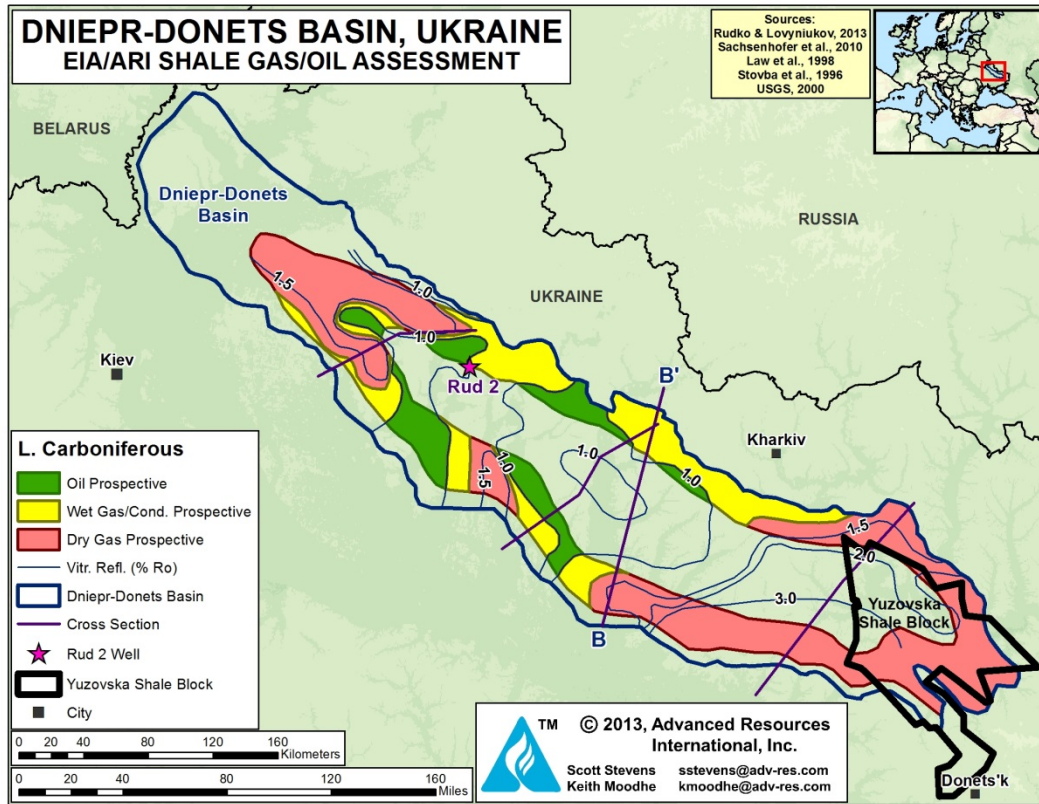 DNIEPR-DONETS BASIN, UKRAINE
EIA/ARI SHALE GAS/OIL ASSESSMENT
Sources:
Rudko & Lovyniukov, 2013
Sachsenhofer et al., 2010
Law et al., 1998
Stovba et al., 1996
USGS, 2000
BELARUS
Dniepr-Donets
Basin
RUSSIA
UKRAINE
1.5
1.0
1.0
Kiev
Rud 2
B'
Kharkiv
1.0
1.0
1.5
1.0
1.5
2.0
3.0
Yuzovska
Shale Block
B
Donets'k
L. Carboniferous
Oil Prospective
Wet Gas/Cond. Prospective
Dry Gas Prospective
Vitr. Refl. (% Ro)
Dniepr-Donets Basin
Cross Section
Rud 2 Well
Yuzovska Shale Block
City
0 20 40 80 120 160
Kilometers
0 20 40 80 120 160
Miles
TM
© 2013, Advanced Resources
International, Inc.
Scott Stevens sstevens@adv-res.com
Keith Moodhe kmoodhe@adv-res.com